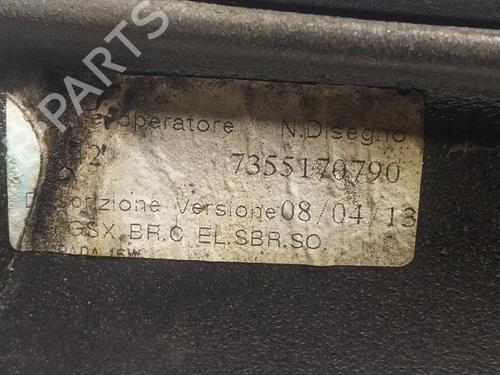 PARTS
operatore N.Disegno
7355170790
Versione 08/04/13
GSX BR.C EL.SBR.SO.